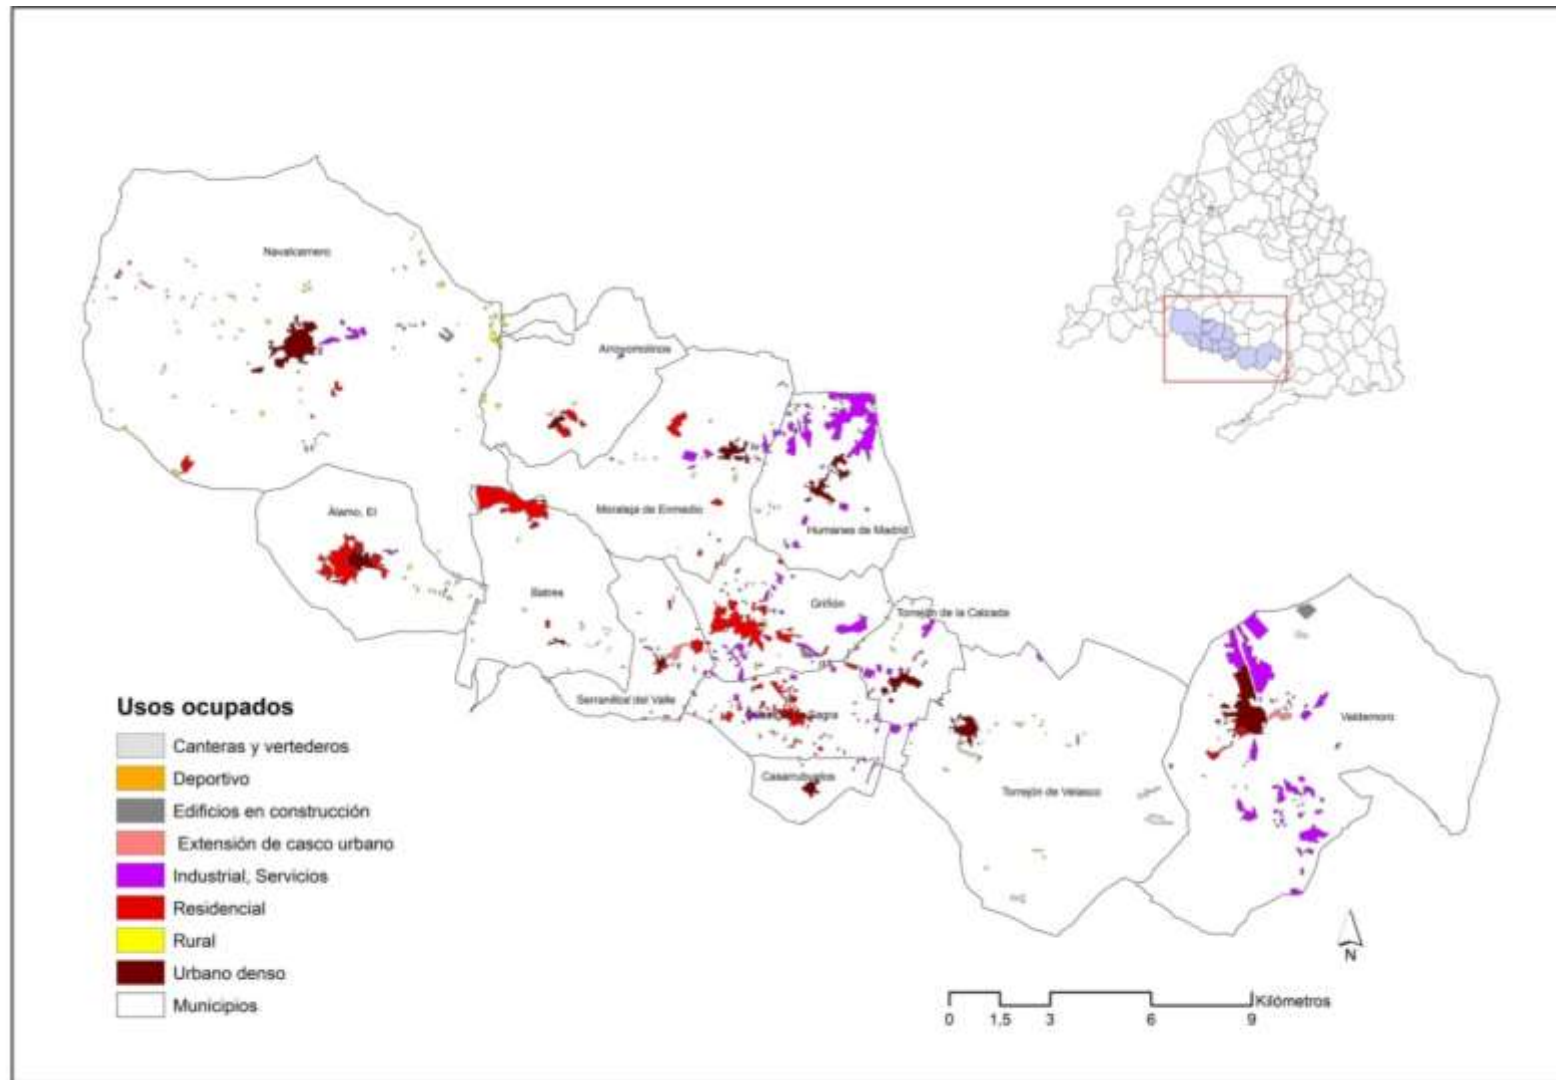 Navalcarnero
Arroyomolinos
Álamo, El
Moraleja de Enmedio
Humanes de Madrid
Batres
Griñón
Torrejón de la Calzada
Serranillos del Valle
Casarrubuelos
Torrejón de Velasco
Valdemoro
Usos ocupados
Canteras y vertederos
Deportivo
Edificios en construcción
Extensión de casco urbano
Industrial, Servicios
Residencial
Rural
Urbano denso
Municipios
N
Kilómetros
0 1,5 3 6 9